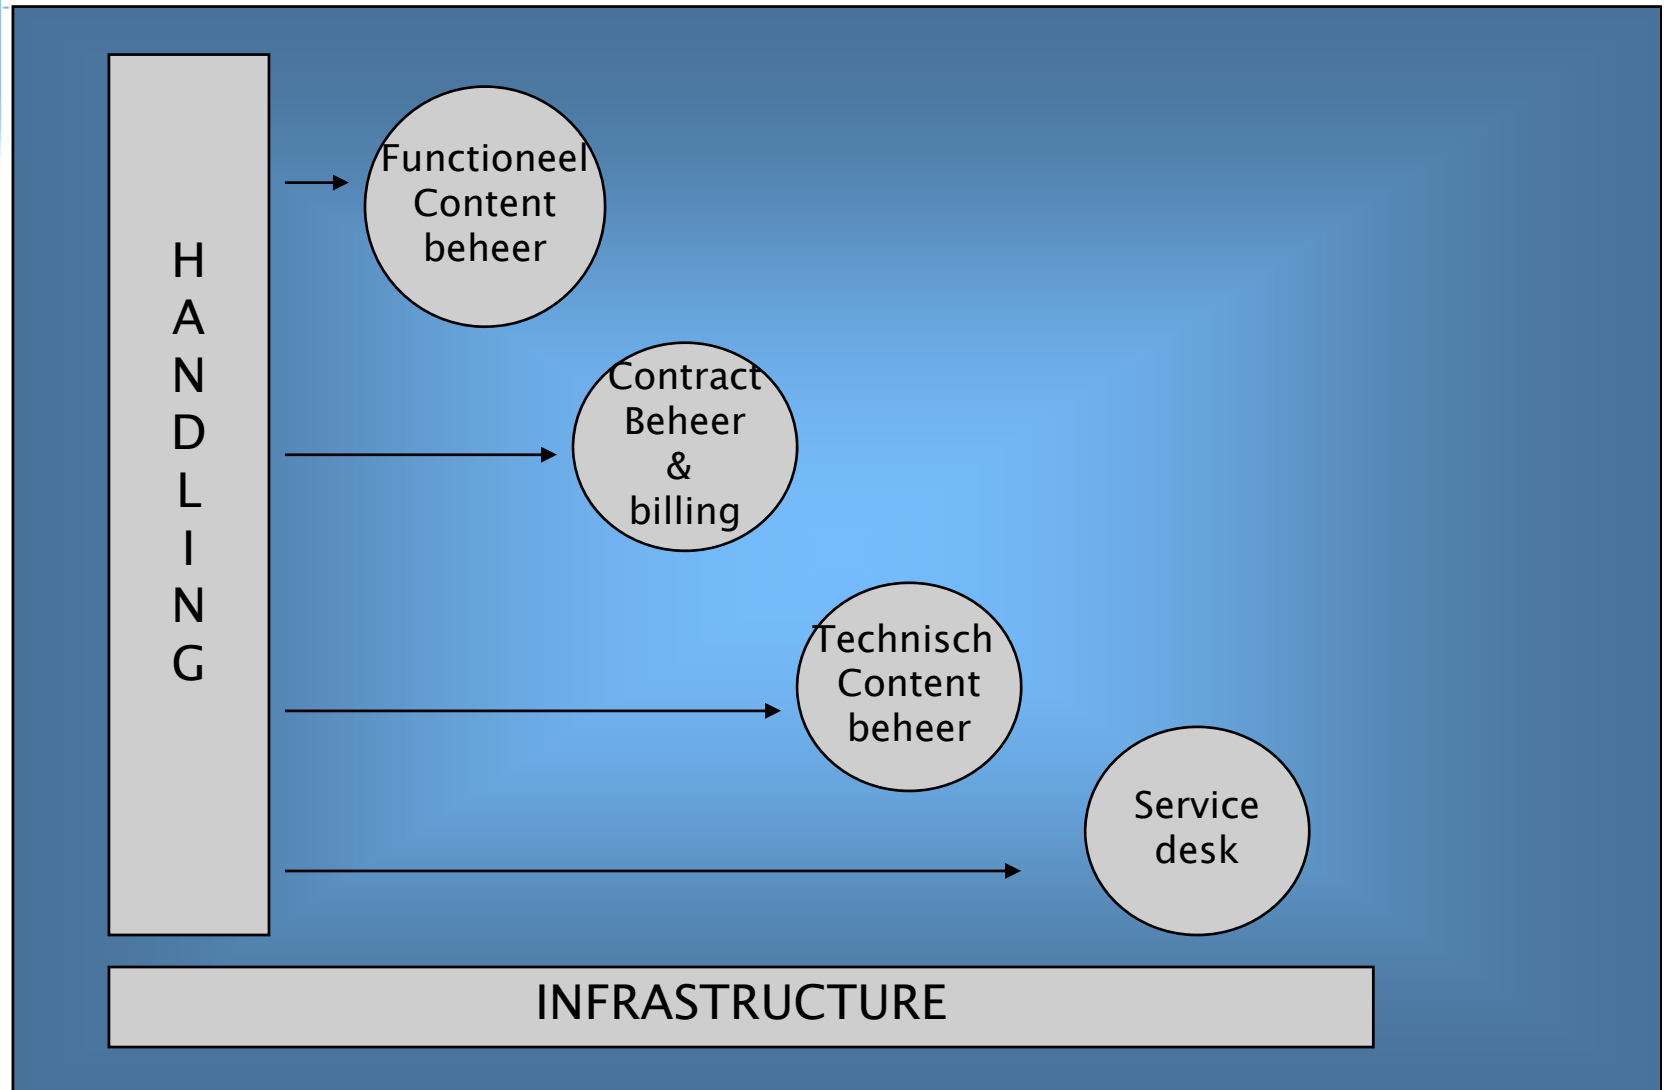 HANDLING
Functioneel
Content
beheer
Contract
Beheer
&
billing
Technisch
Content
beheer
Service
desk
INFRASTRUCTURE